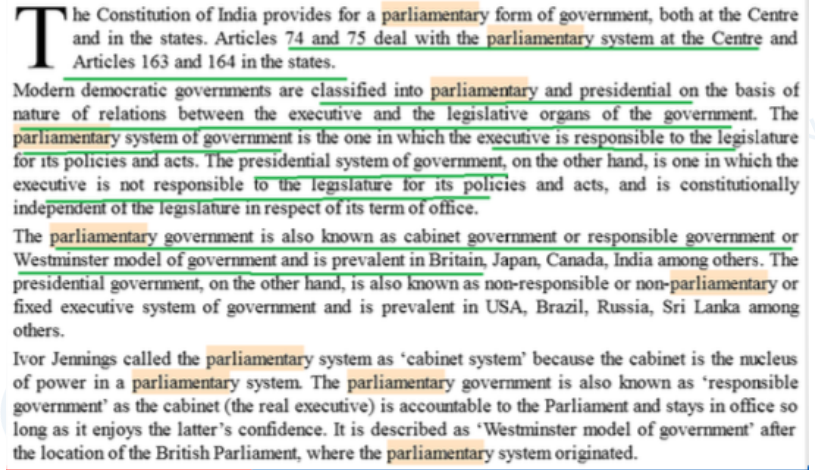 The Constitution of India provides for a parliamentary form of government, both at the Centre
and in the states. Articles 74 and 75 deal with the parliamentary system at the Centre and
Articles 163 and 164 in the states.
Modern democratic governments are classified into parliamentary and presidential on the basis of
nature of relations between the executive and the legislative organs of the government. The
parliamentary system of government is the one in which the executive is responsible to the legislature
for its policies and acts. The presidential system of government, on the other hand, is one in which the
executive is not responsible to the legislature for its policies and acts, and is constitutionally
independent of the legislature in respect of its term of office.
The parliamentary government is also known as cabinet government or responsible government or
Westminster model of government and is prevalent in Britain, Japan, Canada, India among others. The
presidential government, on the other hand, is also known as non-responsible or non-parliamentary or
fixed executive system of government and is prevalent in USA, Brazil, Russia, Sri Lanka among
others.
Ivor Jennings called the parliamentary system as ‘cabinet system’ because the cabinet is the nucleus
of power in a parliamentary system. The parliamentary government is also known as ‘responsible
government’ as the cabinet (the real executive) is accountable to the Parliament and stays in office so
long as it enjoys the latter’s confidence. It is described as ‘Westminster model of government’ after
the location of the British Parliament, where the parliamentary system originated.